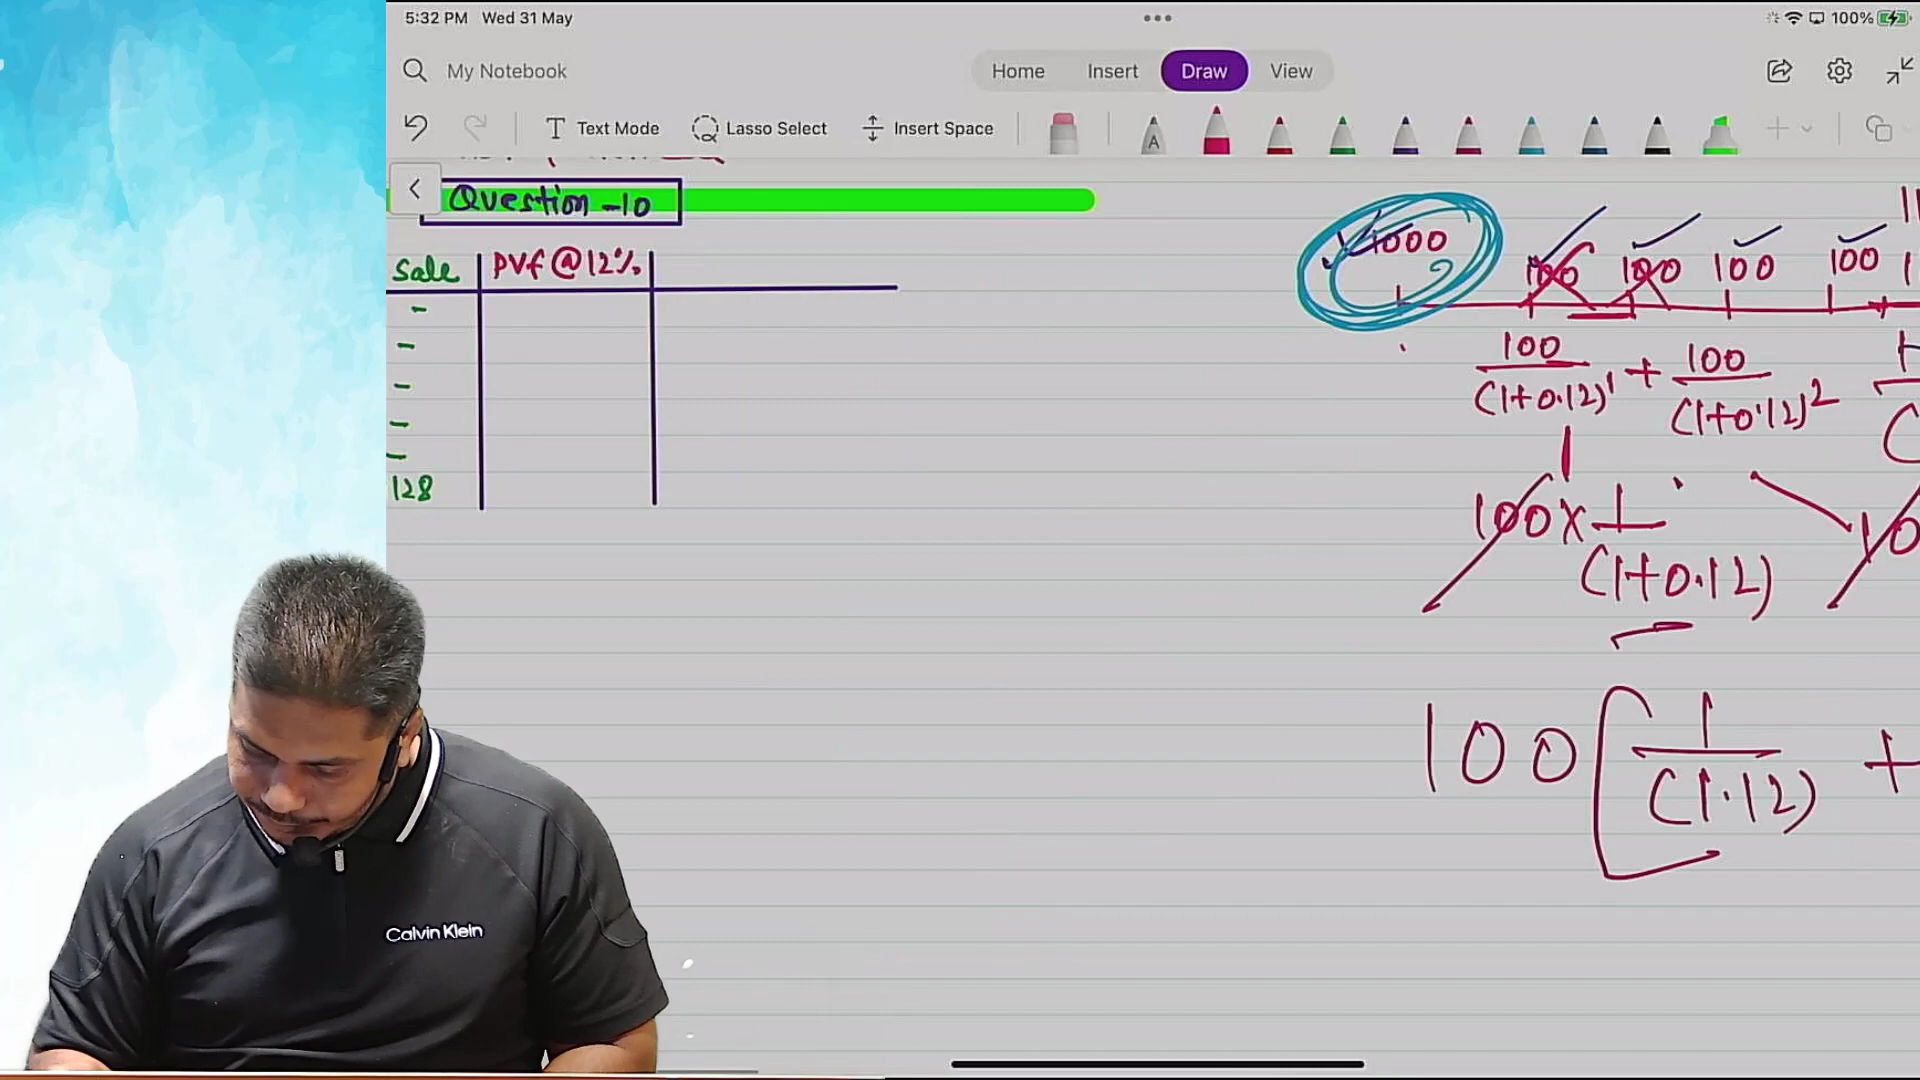 5:32 PM Wed 31 May
100%
My Notebook
Home Insert Draw View
Text Mode Lasso Select Insert Space
A
Question -10
Sale PVf @12%
-
-
-
-
-
128
1000
100 100 100 100
100/(1+0.12)^1 + 100/(1+0.12)^2
100 x 1/(1+0.12)
100 [ 1/(1.12) +
Calvin Klein